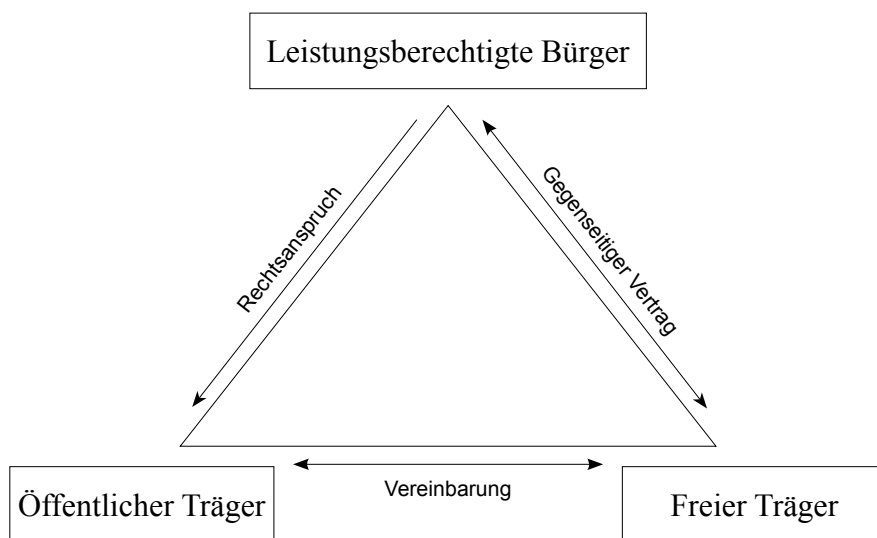 Leistungsberechtigte Bürger
Rechtsanspruch
Gegenseitiger Vertrag
Vereinbarung
Öffentlicher Träger
Freier Träger